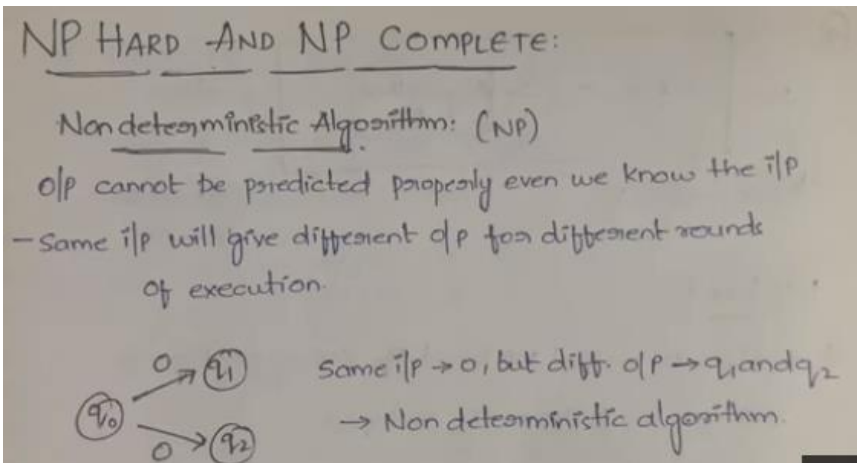 NP HARD AND NP COMPLETE:
Non deterministic Algorithm: (NP)
o/p cannot be predicted properly even we know the i/p
- Same i/p will give different o/p for different rounds
of execution.
0 q1
Same i/p → 0, but diff. o/p → q1 and q2
q0
→ Non deterministic algorithm.
0 q2